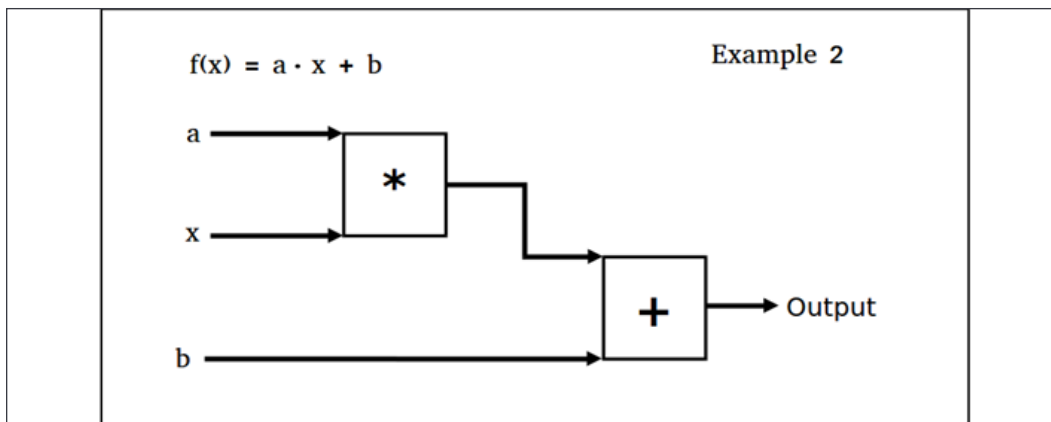 f(x) = a · x + b
Example 2
a
*
x
+
Output
b